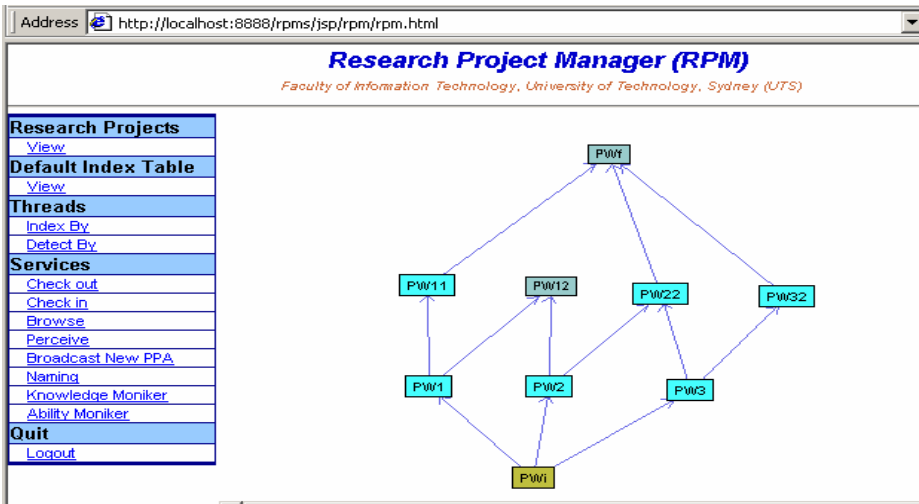 Address http://localhost:8888/rpms/jsp/rpm/rpm.html
Research Project Manager (RPM)
Faculty of Information Technology, University of Technology, Sydney (UTS)
Research Projects
View
Default Index Table
View
Threads
Index By
Detect By
Services
Check out
Check in
Browse
Perceive
Broadcast New PPA
Naming
Knowledge Moniker
Ability Moniker
Quit
Logout
PWf
PW11 PW12 PW22 PW32
PW1 PW2 PW3
PWi